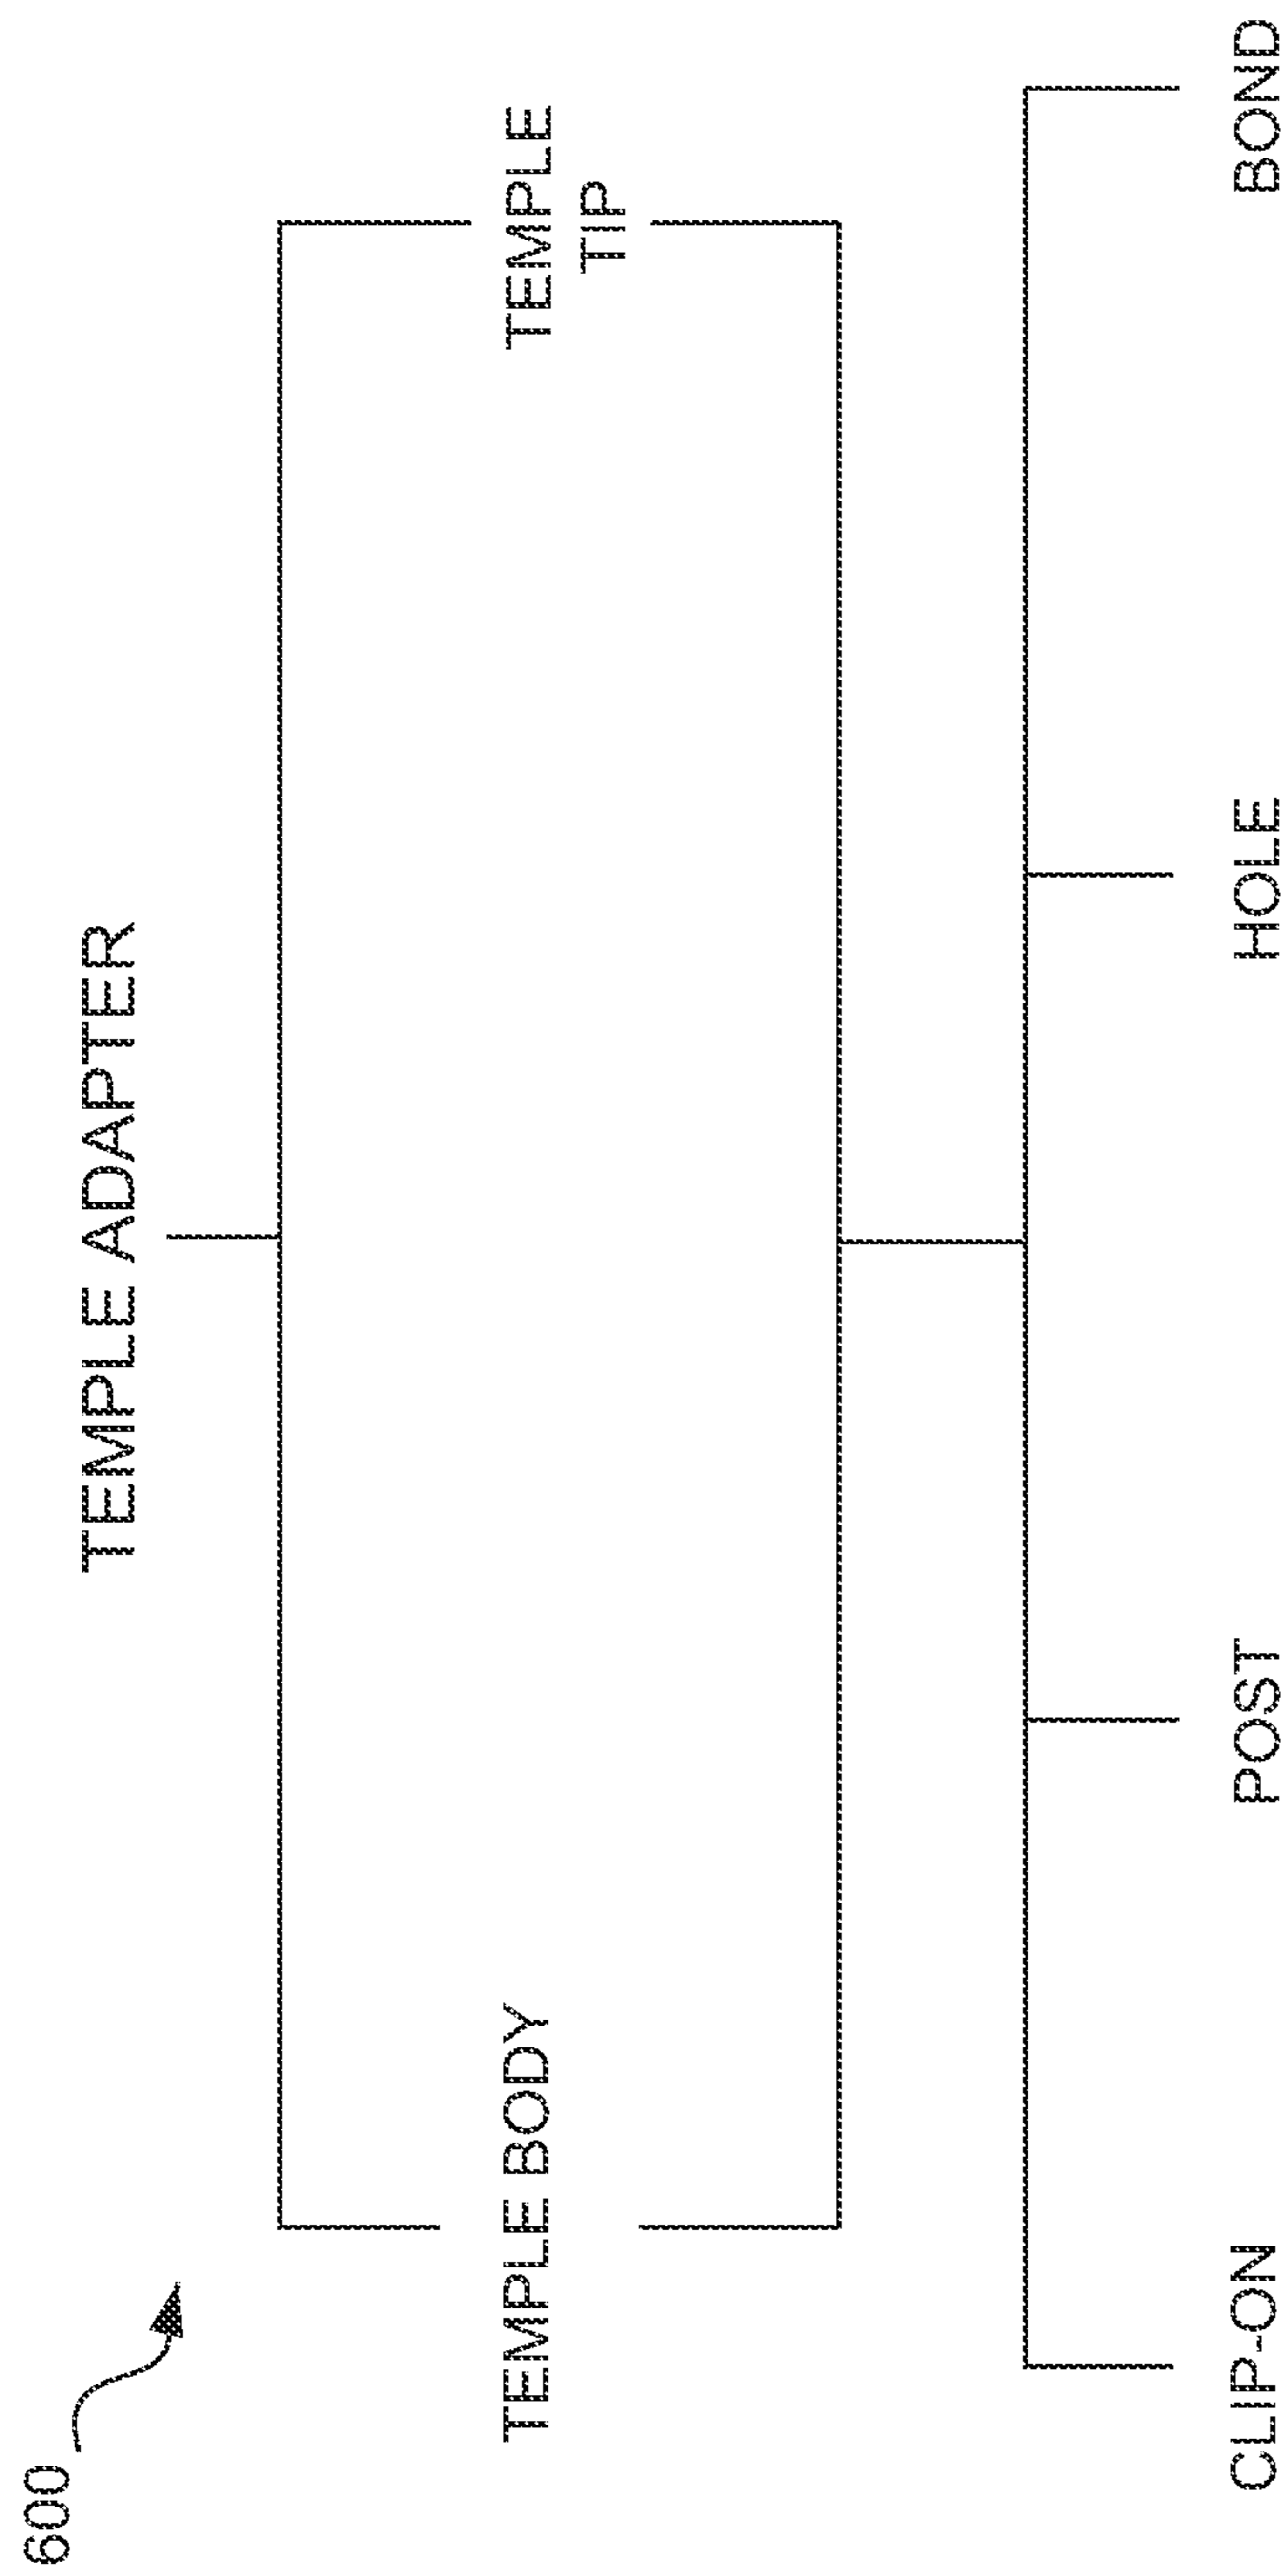 600
TEMPLE ADAPTER
TEMPLE BODY
TEMPLE
TIP
CLIP-ON
POST
HOLE
BOND